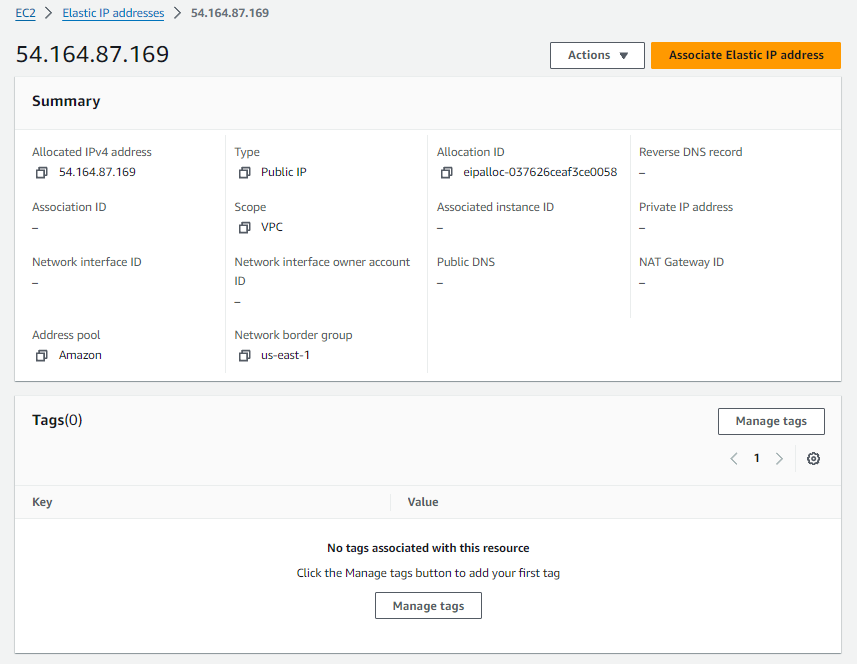 EC2 > Elastic IP addresses > 54.164.87.169
54.164.87.169
Actions ▼
Associate Elastic IP address
Summary
Allocated IPv4 address
54.164.87.169
Type
Public IP
Allocation ID
eipalloc-037626ceaf3ce0058
Reverse DNS record
–
Association ID
–
Scope
VPC
Associated instance ID
–
Private IP address
–
Network interface ID
–
Network interface owner account
ID
–
Public DNS
–
NAT Gateway ID
–
Address pool
Amazon
Network border group
us-east-1
Tags(0)
Manage tags
< 1 >
Key
Value
No tags associated with this resource
Click the Manage tags button to add your first tag
Manage tags